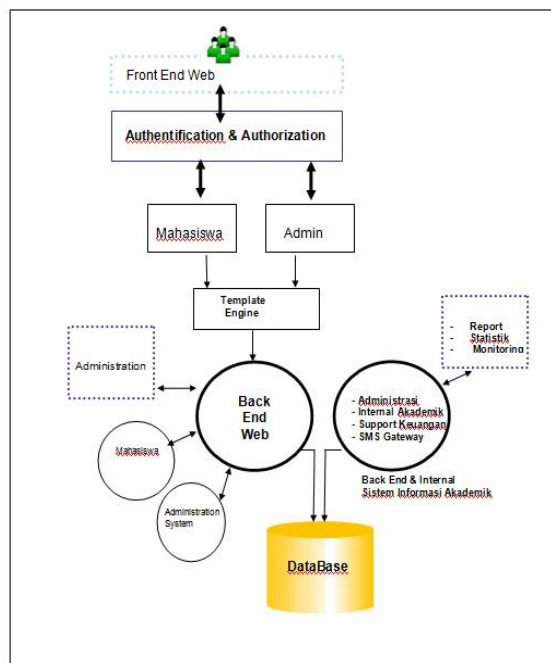 Front End Web
Authentification & Authorization
Mahasiswa
Admin
Template
Engine
Administration
- Report
- Statistik
- Monitoring
Back
End
Web
- Administrasi
- Internal Akademik
- Support Keuangan
- SMS Gateway
Mahasiswa
Back End & Internal
Sistem Informasi Akademik
Administration
System
DataBase